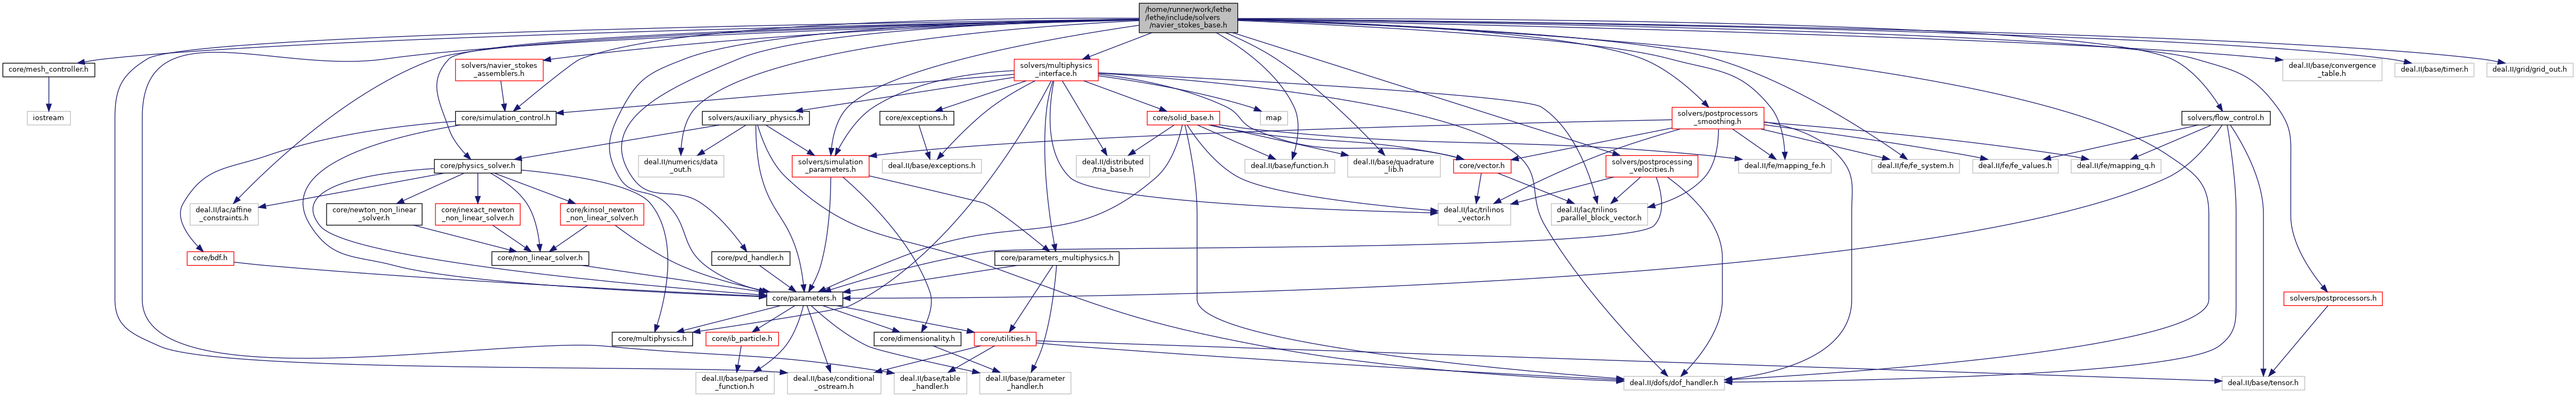 /home/runner/work/lethe
/lethe/include/solvers
/navier_stokes_base.h
core/mesh_controller.h
solvers/navier_stokes
_assemblers.h
solvers/multiphysics
_interface.h
deal.II/base/convergence
_table.h
deal.II/base/timer.h
deal.II/grid/grid_out.h
iostream
core/simulation_control.h
solvers/auxiliary_physics.h
core/exceptions.h
core/solid_base.h
map
solvers/postprocessors
_smoothing.h
solvers/flow_control.h
core/physics_solver.h
deal.II/numerics/data
_out.h
solvers/simulation
_parameters.h
deal.II/base/exceptions.h
deal.II/distributed
/tria_base.h
deal.II/base/function.h
deal.II/base/quadrature
_lib.h
core/vector.h
solvers/postprocessing
_velocities.h
deal.II/fe/mapping_fe.h
deal.II/fe/fe_system.h
deal.II/fe/fe_values.h
deal.II/fe/mapping_q.h
deal.II/lac/affine
_constraints.h
core/newton_non_linear
_solver.h
core/inexact_newton
_non_linear_solver.h
core/kinsol_newton
_non_linear_solver.h
deal.II/lac/trilinos
_vector.h
deal.II/lac/trilinos
_parallel_block_vector.h
core/bdf.h
core/non_linear_solver.h
core/pvd_handler.h
core/parameters_multiphysics.h
core/parameters.h
solvers/postprocessors.h
core/multiphysics.h
core/ib_particle.h
core/dimensionality.h
core/utilities.h
deal.II/base/parsed
_function.h
deal.II/base/conditional
_ostream.h
deal.II/base/table
_handler.h
deal.II/base/parameter
_handler.h
deal.II/dofs/dof_handler.h
deal.II/base/tensor.h